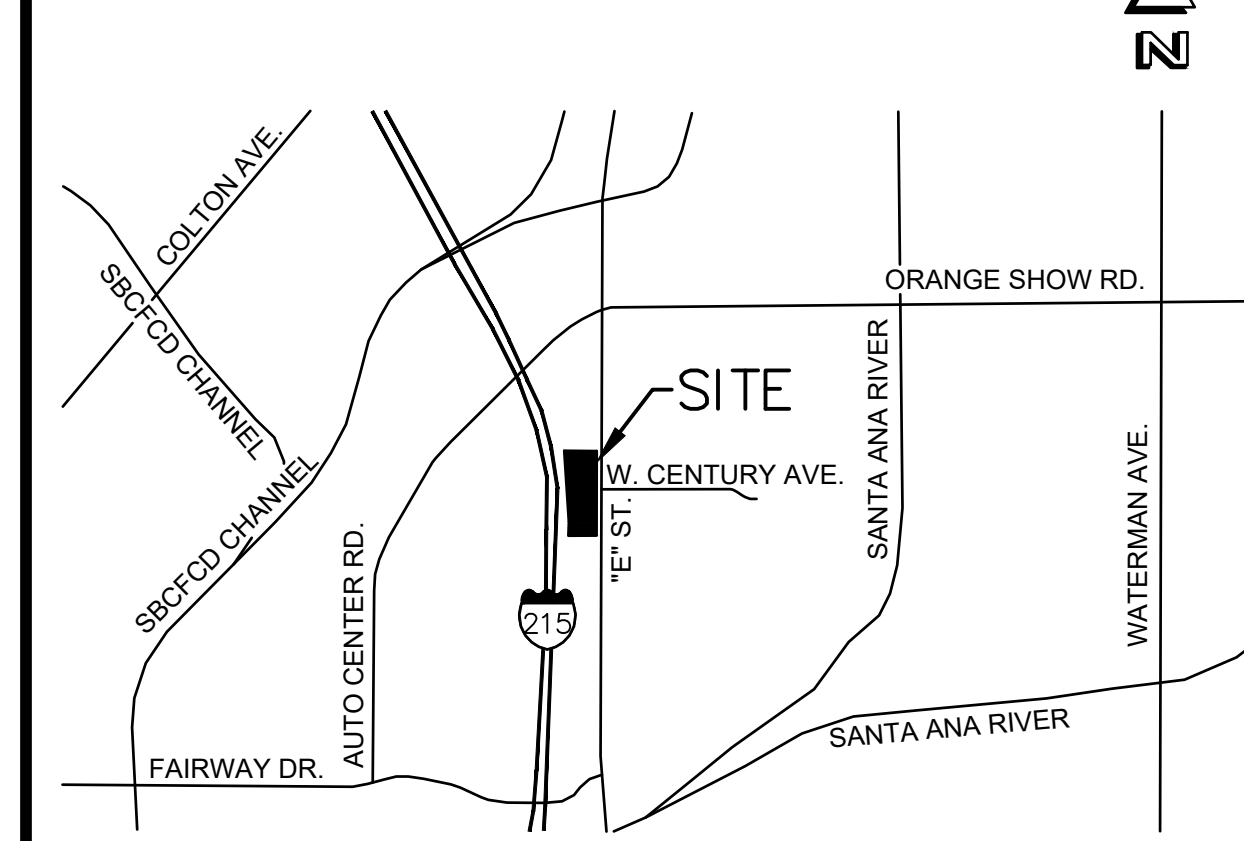 N
COLTON AVE.
SBCFCD CHANNEL
ORANGE SHOW RD.
SITE
SANTA ANA RIVER
W. CENTURY AVE.
WATERMAN AVE.
SBCFCD CHANNEL
"E" ST.
AUTO CENTER RD.
215
SANTA ANA RIVER
FAIRWAY DR.